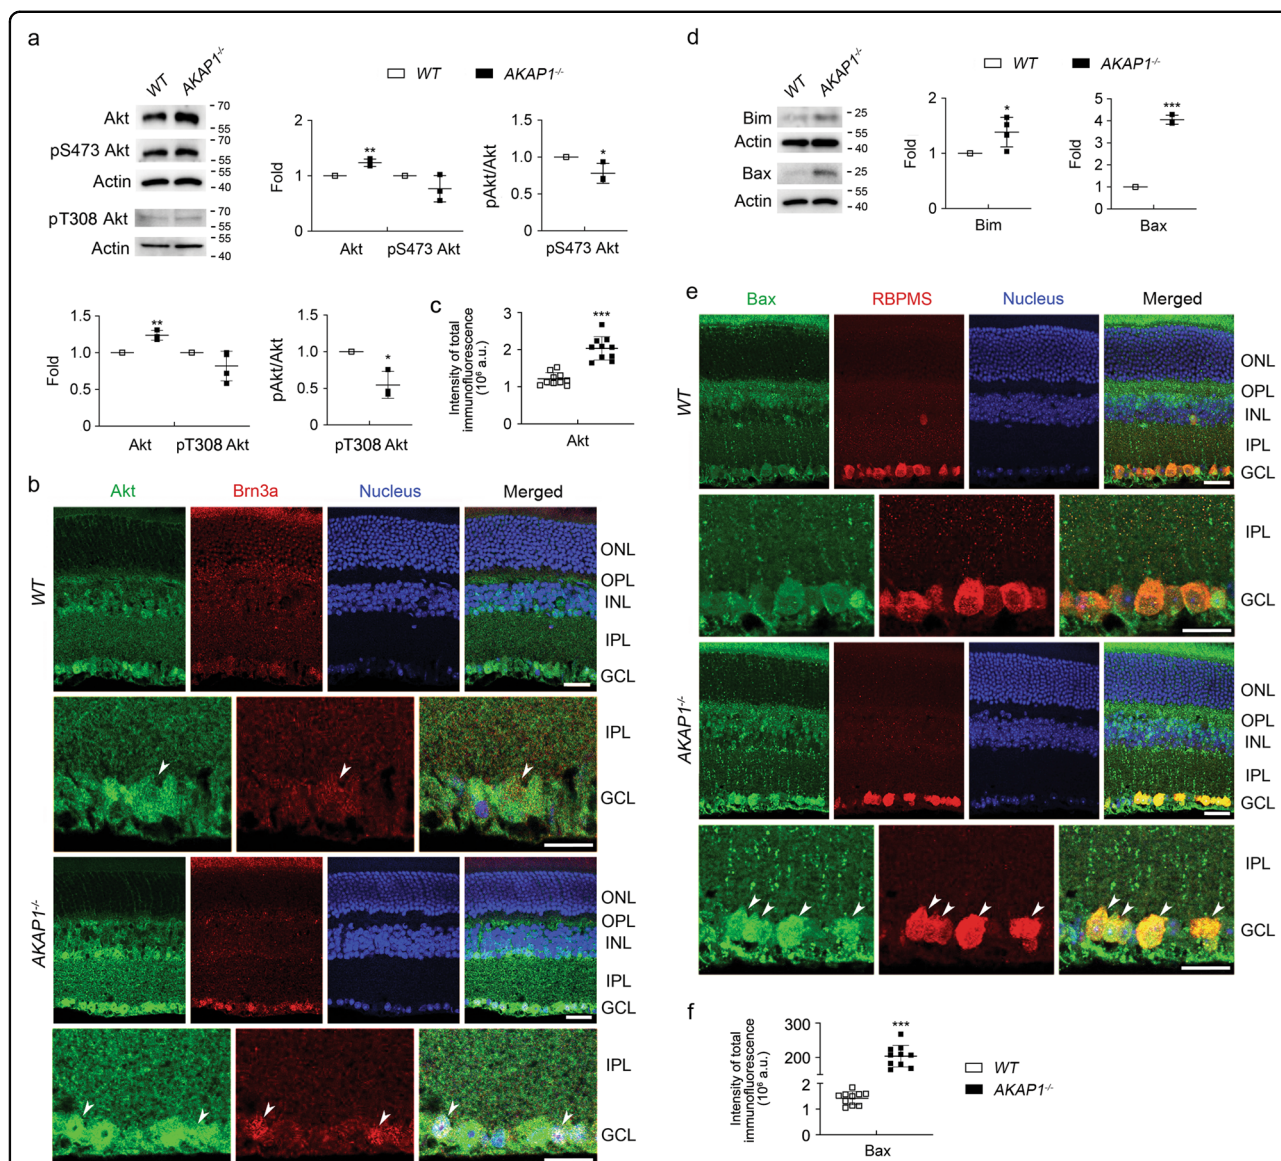 a
WT
AKAP1-/-
Akt
pS473 Akt
Actin
pT308 Akt
Actin
- 70
- 55
- 70
- 55
- 40
- 70
- 55
- 55
- 40
WT
AKAP1-/-
Fold
2
1
0
**
Akt
pS473 Akt
pAkt/Akt
1.5
1.0
0.5
0
*
pS473 Akt
Fold
1.5
1.0
0.5
0
**
Akt
pT308 Akt
pAkt/Akt
1.5
1.0
0.5
0
*
pT308 Akt
c
Intensity of total
immunofluorescence
(10⁶ a.u.)
3
2
1
0
***
Akt
b
Akt
Brn3a
Nucleus
Merged
WT
ONL
OPL
INL
IPL
GCL
IPL
GCL
AKAP1-/-
ONL
OPL
INL
IPL
GCL
IPL
GCL
d
WT
AKAP1-/-
Bim
Actin
Bax
Actin
- 25
- 55
- 40
- 25
- 55
- 40
WT
AKAP1-/-
Fold
2
1
0
*
Bim
Fold
5
4
3
2
1
0
***
Bax
e
Bax
RBPMS
Nucleus
Merged
WT
ONL
OPL
INL
IPL
GCL
IPL
GCL
AKAP1-/-
ONL
OPL
INL
IPL
GCL
IPL
GCL
f
Intensity of total
immunofluorescence
(10⁶ a.u.)
300
200
2
1
0
***
Bax
WT
AKAP1-/-